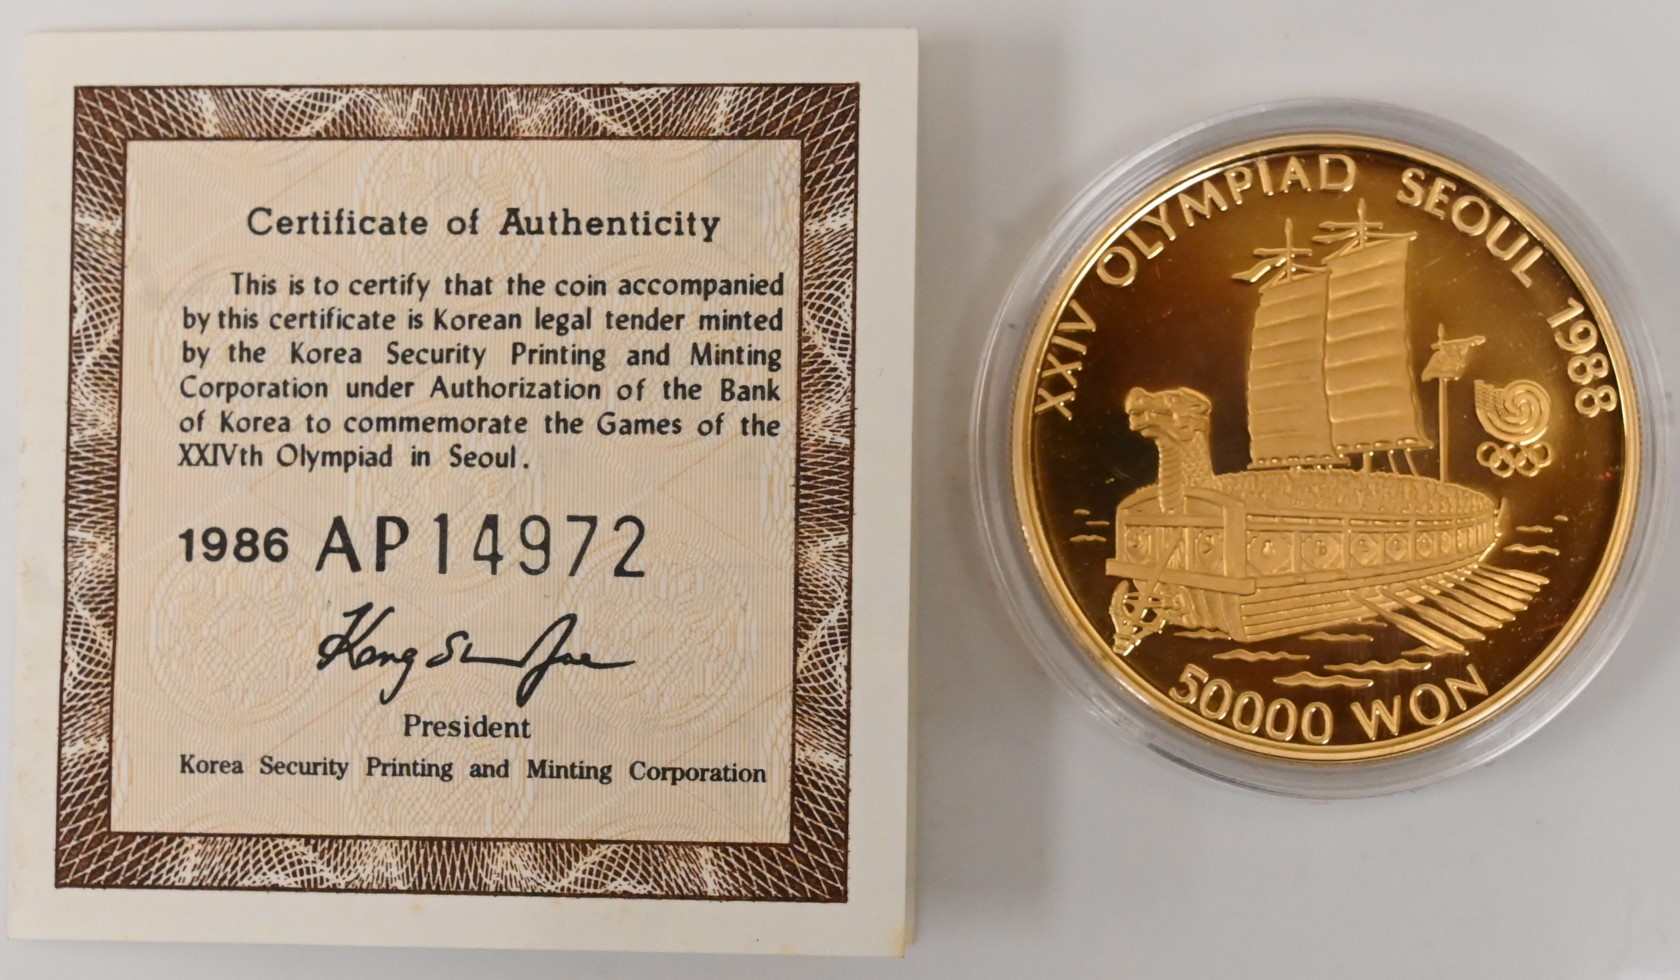 Certificate of Authenticity
This is to certify that the coin accompanied
by this certificate is Korean legal tender minted
by the Korea Security Printing and Minting
Corporation under Authorization of the Bank
of Korea to commemorate the Games of the
XXIVth Olympiad in Seoul.
1986 AP14972
President
Korea Security Printing and Minting Corporation
XXIV OLYMPIAD SEOUL 1988
50000 WON